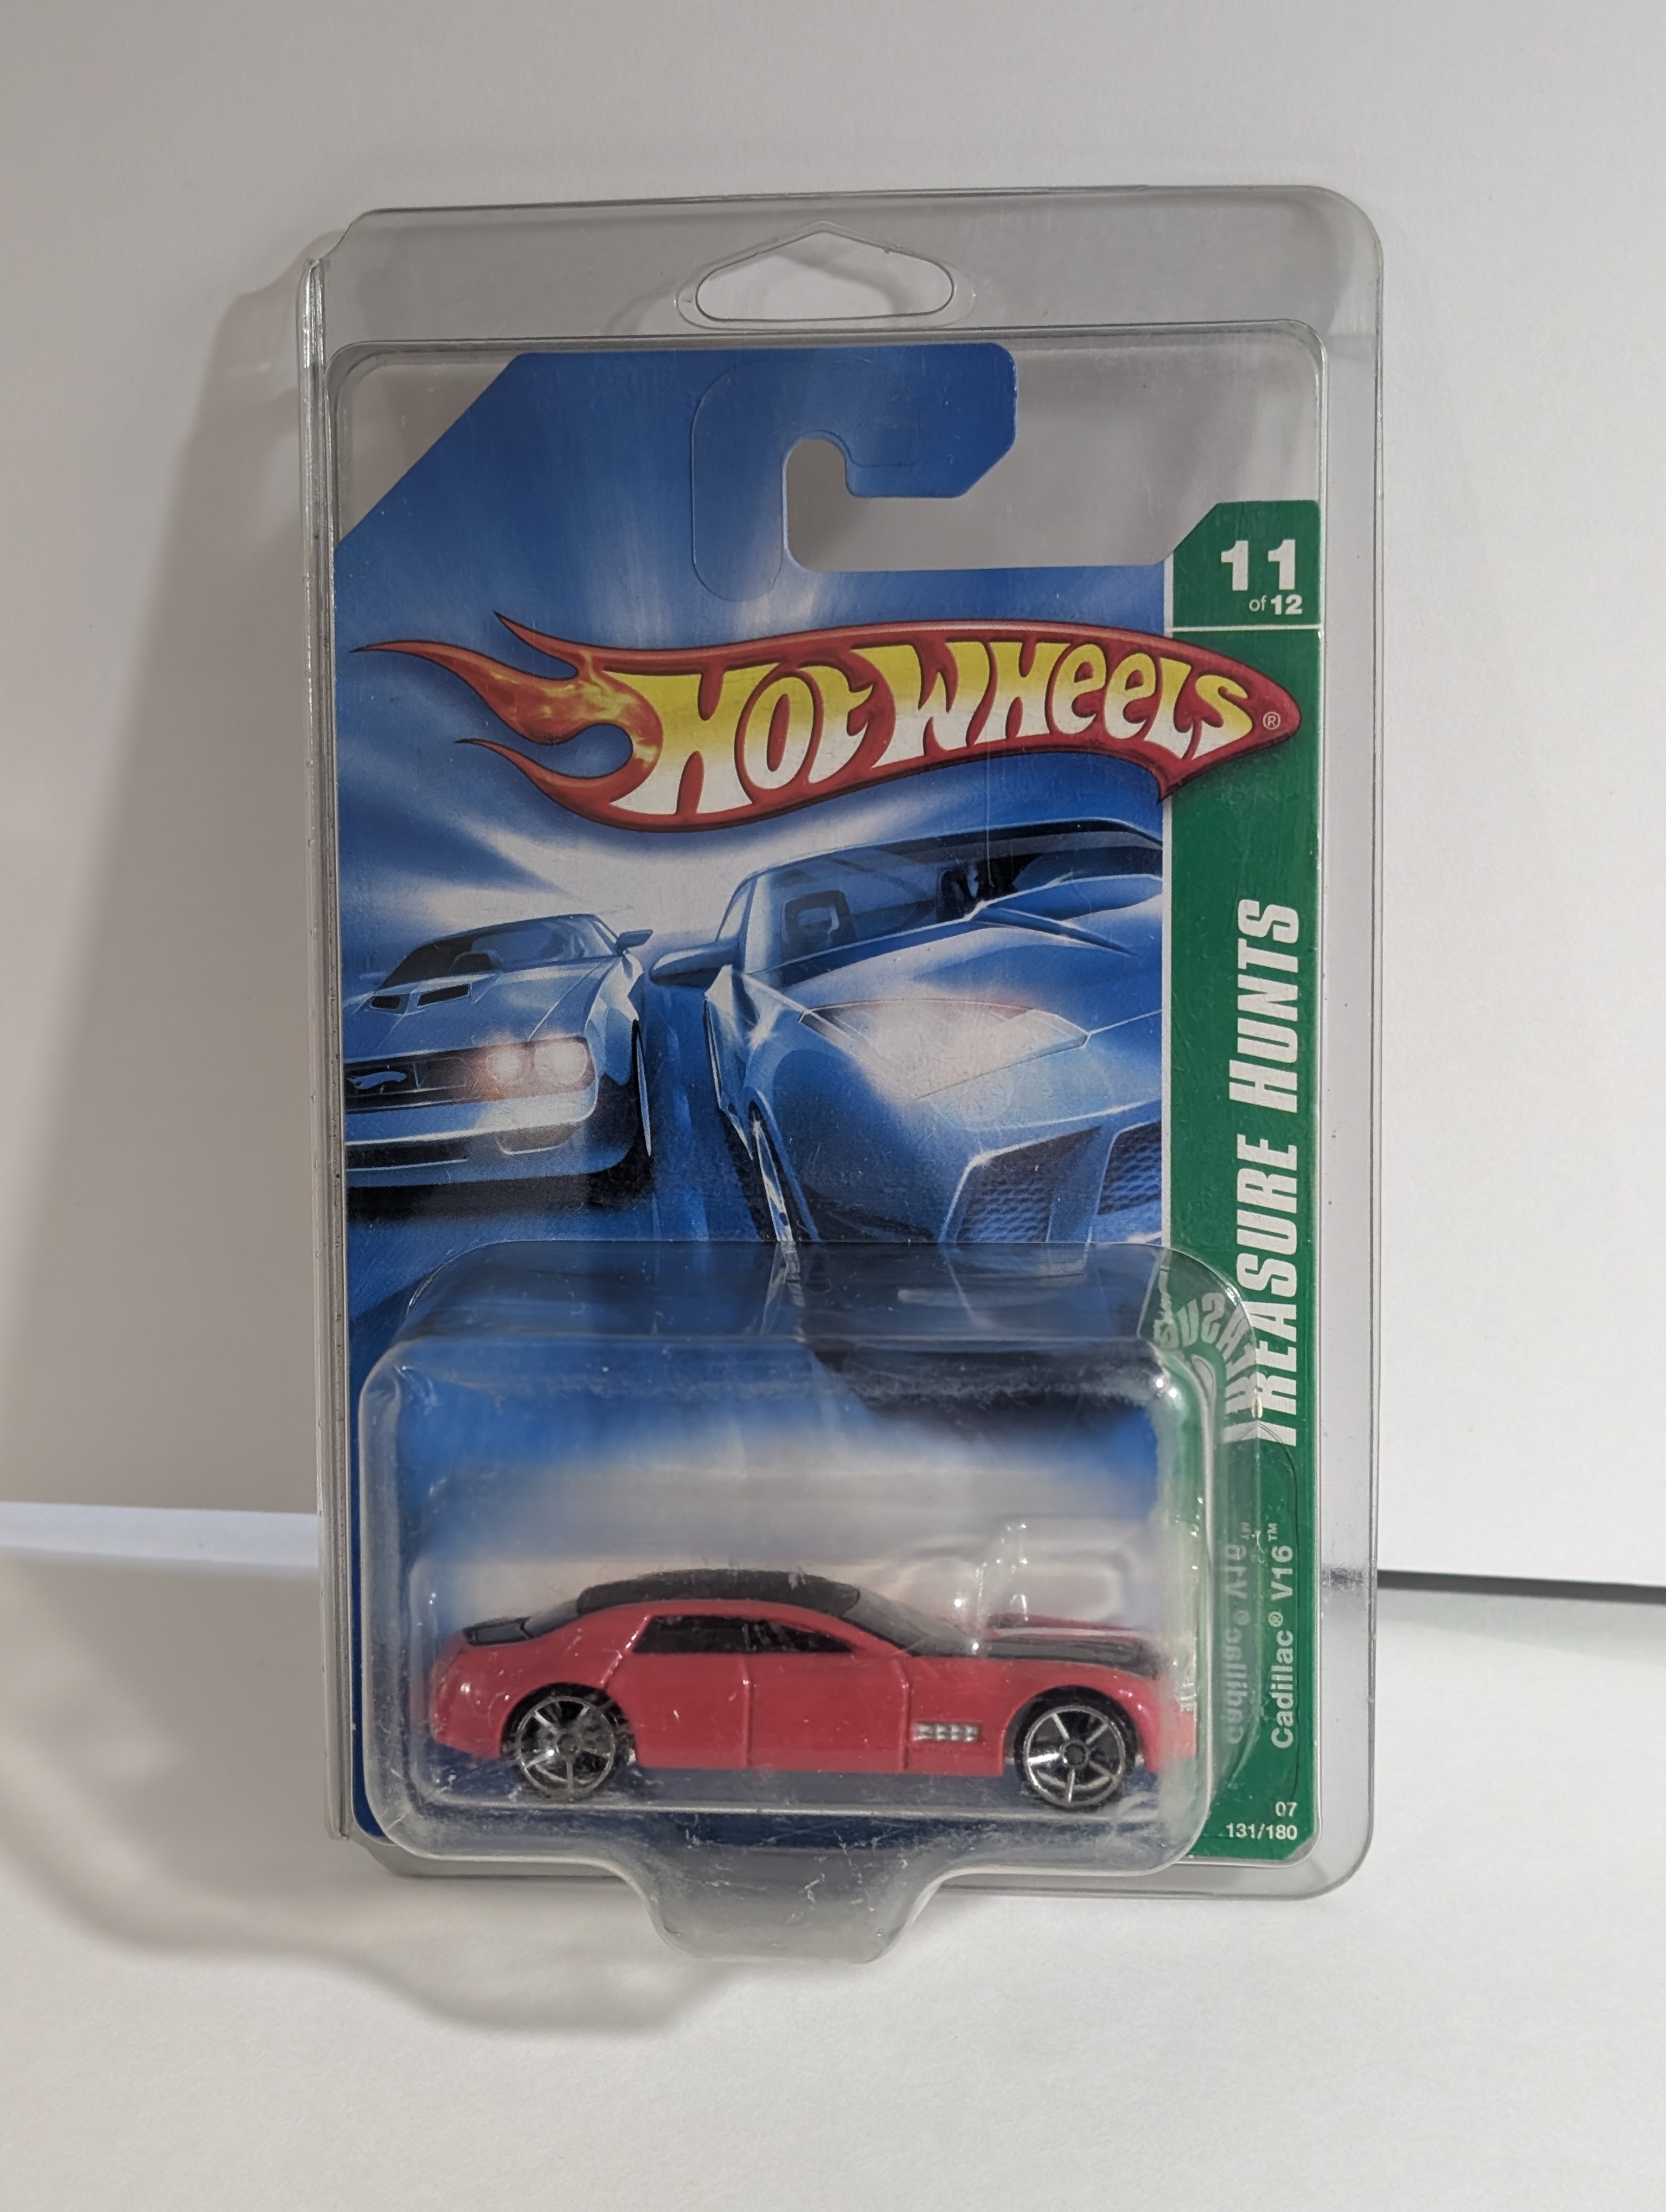 11
of 12
HOT WHEELS®
TREASURE HUNTS
Cadillac® V16™
07
131/180